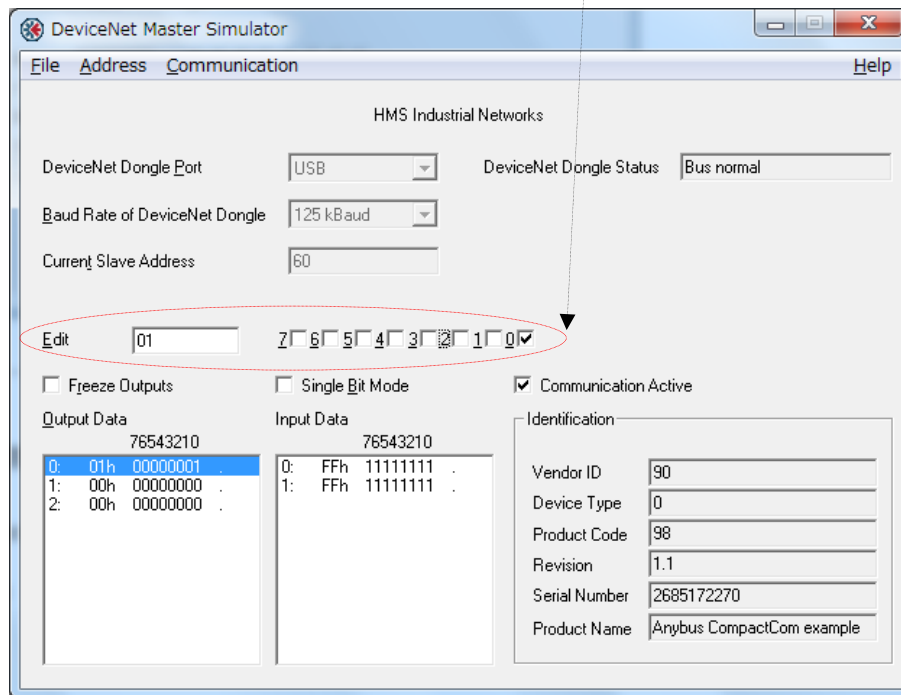 DeviceNet Master Simulator
File Address Communication Help
HMS Industrial Networks
DeviceNet Dongle Port USB DeviceNet Dongle Status Bus normal
Baud Rate of DeviceNet Dongle 125 kBaud
Current Slave Address 60
Edit 01 7 6 5 4 3 2 1 0
Freeze Outputs Single Bit Mode Communication Active
Output Data Input Data Identification
76543210 76543210
0: 01h 00000001 . 0: FFh 11111111 .
1: 00h 00000000 . 1: FFh 11111111 .
2: 00h 00000000 .
Vendor ID 90
Device Type 0
Product Code 98
Revision 1.1
Serial Number 2685172270
Product Name Anybus CompactCom example